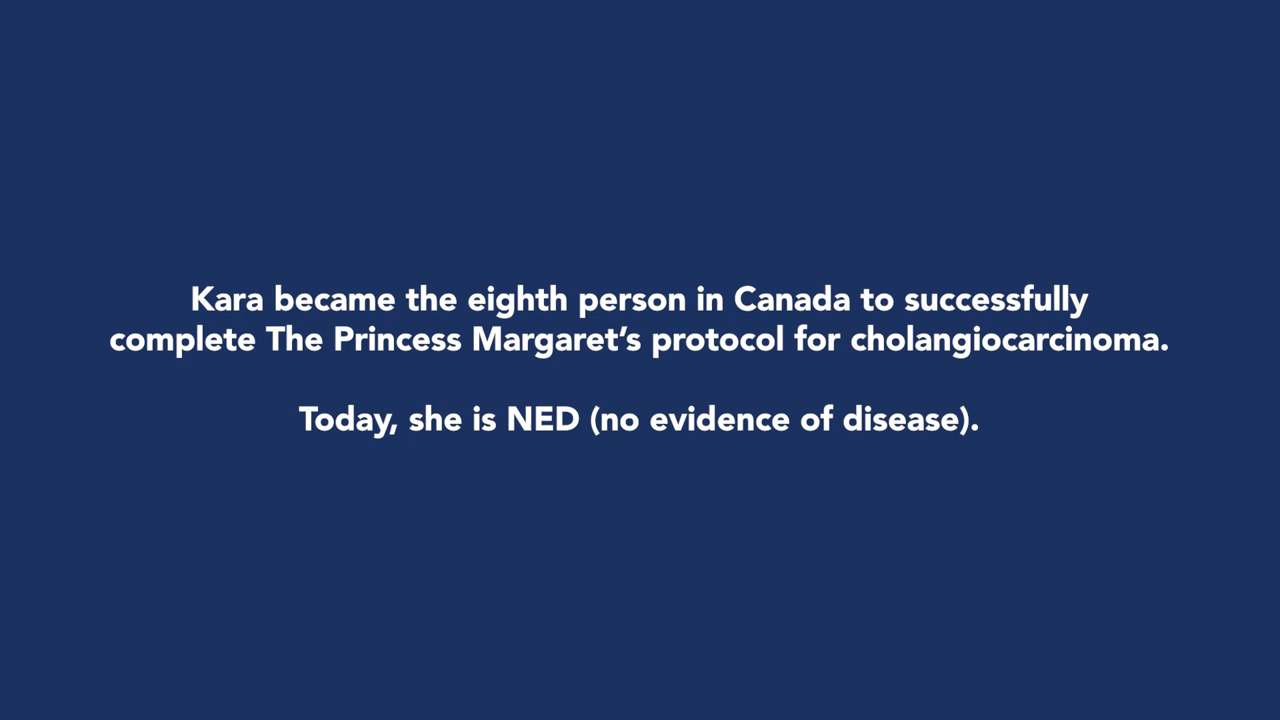 Kara became the eighth person in Canada to successfully
complete The Princess Margaret’s protocol for cholangiocarcinoma.
Today, she is NED (no evidence of disease).